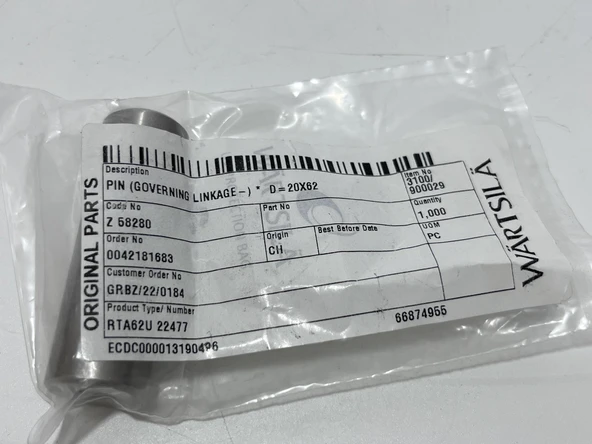 ORIGINAL PARTS
Description
PIN (GOVERNING LINKAGE-) * D=20X62
Item No
3100/
900029
Code No
Z 58280
Part No
Quantity
1,000
Order No
0042181683
Origin
CH
Best Before Date
UOM
PC
Customer Order No
GRBZ/22/0184
Product Type/ Number
RTA62U 22477
66874955
ECDC000013190426
WÄRTSILÄ